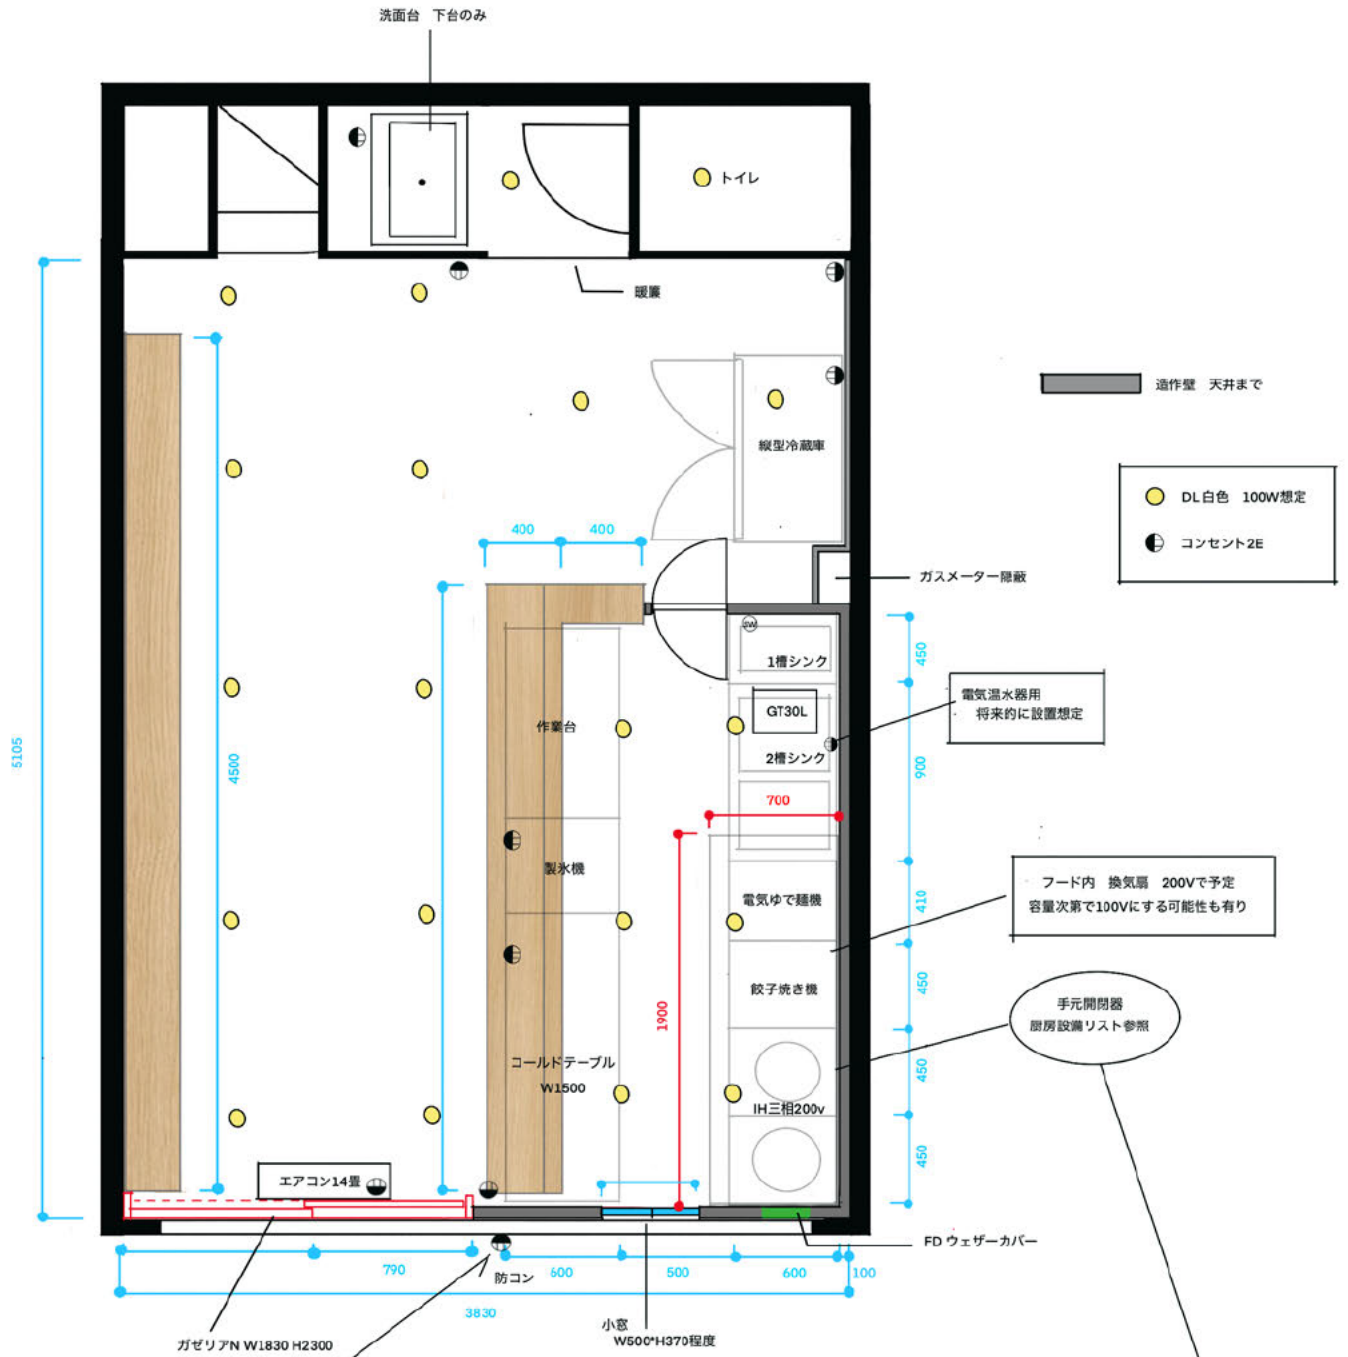 洗面台　下台のみ
トイレ
暖簾
造作壁　天井まで
縦型冷蔵庫
DL白色　100W想定
コンセント2E
400
400
ガスメーター隠蔽
SW
1槽シンク
450
電気温水器用
将来的に設置想定
GT30L
作業台
2槽シンク
5105
4500
900
700
フード内　換気扇　200Vで予定
容量次第で100Vにする可能性も有り
製氷機
電気ゆで麺機
410
餃子焼き機
450
1900
手元開閉器
厨房設備リスト参照
コールドテーブル
W1500
450
IH三相200v
450
エアコン14畳
FD ウェザーカバー
790
防コン
600
500
600
100
3830
小窓
W500*H370程度
ガゼリアN W1830 H2300